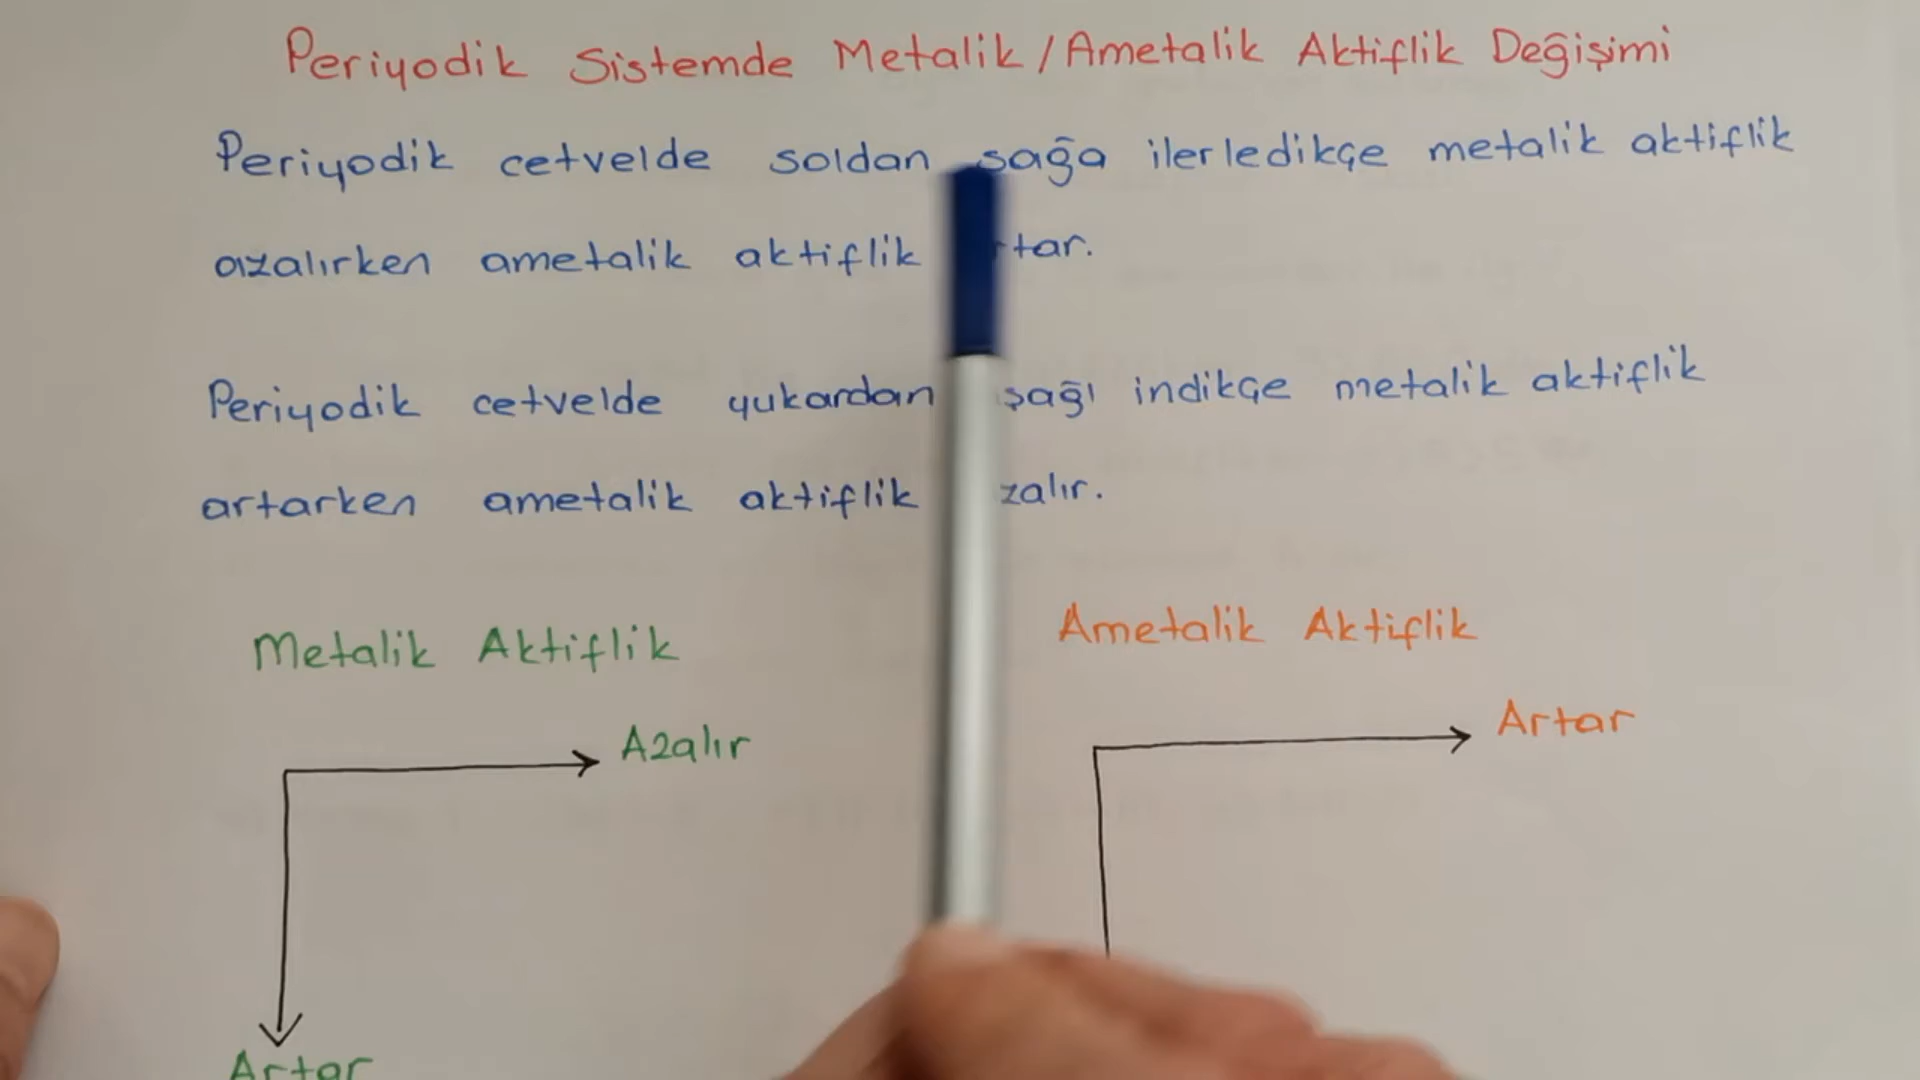 Periyodik Sistemde Metalik/Ametalik Aktiflik Değişimi
Periyodik cetvelde soldan sağa ilerledikçe metalik aktiflik
azalırken ametalik aktiflik
Periyodik cetvelde yukardan indikçe metalik aktiflik
artarken ametalik aktiflik
Metalik Aktiflik
Ametalik Aktiflik
Azalır
Artar
Artar